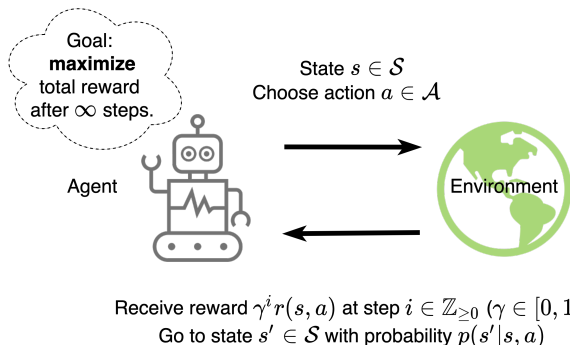 Goal:
maximize
total reward
after ∞ steps.
State s ∈ 𝒮
Choose action a ∈ 𝒜
Agent
Environment
Receive reward γⁱr(s, a) at step i ∈ ℤ≥0 (γ ∈ [0, 1
Go to state s′ ∈ 𝒮 with probability p(s′|s, a)